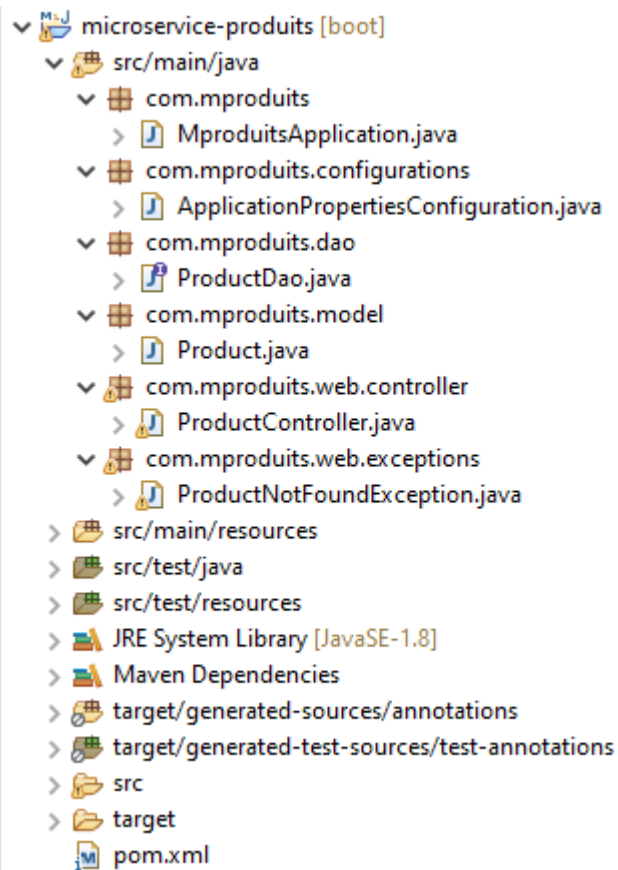 microservice-produits [boot]
src/main/java
com.mproduits
MproduitsApplication.java
com.mproduits.configurations
ApplicationPropertiesConfiguration.java
com.mproduits.dao
ProductDao.java
com.mproduits.model
Product.java
com.mproduits.web.controller
ProductController.java
com.mproduits.web.exceptions
ProductNotFoundException.java
src/main/resources
src/test/java
src/test/resources
JRE System Library [JavaSE-1.8]
Maven Dependencies
target/generated-sources/annotations
target/generated-test-sources/test-annotations
src
target
pom.xml